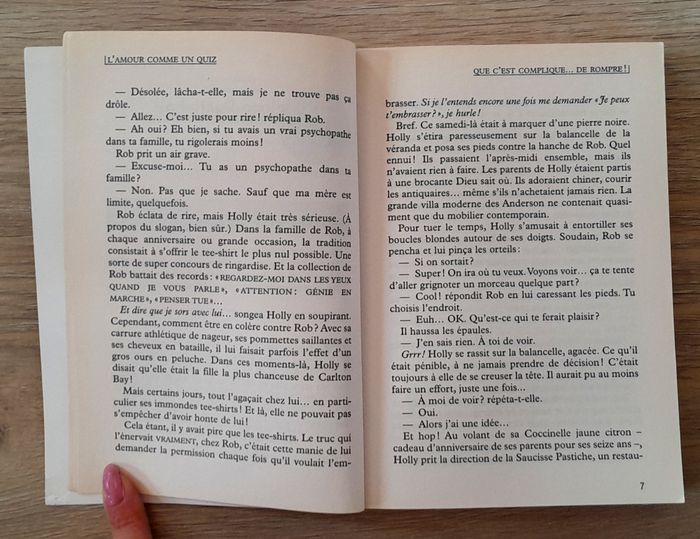 L'AMOUR COMME UN QUIZ
— Désolée, lâcha-t-elle, mais je ne trouve pas ça
drôle.
— Allez... C'est juste pour rire ! répliqua Rob.
— Ah oui ? Eh bien, si tu avais un vrai psychopathe
dans ta famille, tu rigolerais moins !
Rob prit un air grave.
— Excuse-moi... Tu as un psychopathe dans ta
famille ?
— Non. Pas que je sache. Sauf que ma mère est
limite, quelquefois.
Rob éclata de rire, mais Holly était très sérieuse. (À
propos du slogan, bien sûr.) Dans la famille de Rob, à
chaque anniversaire ou grande occasion, la tradition
consistait à s'offrir le tee-shirt le plus nul possible. Une
sorte de super concours de ringardise. Et la collection de
Rob battait des records : « REGARDEZ-MOI DANS LES YEUX
QUAND JE VOUS PARLE », « ATTENTION : GÉNIE EN
MARCHE », « PENSER TUE »...
Et dire que je sors avec lui... songea Holly en soupirant.
Cependant, comment être en colère contre Rob ? Avec sa
carrure athlétique de nageur, ses pommettes saillantes et
ses cheveux en bataille, il lui faisait parfois l'effet d'un
gros ours en peluche. Dans ces moments-là, Holly se
disait qu'elle était la fille la plus chanceuse de Carlton
Bay !
Mais certains jours, tout l'agaçait chez lui... en parti-
culier ses immondes tee-shirts ! Et là, elle ne pouvait pas
s'empêcher d'avoir honte de lui !
Cela étant, il y avait pire que les tee-shirts. Le truc qui
l'énervait VRAIMENT, chez Rob, c'était cette manie de lui
demander la permission chaque fois qu'il voulait l'em-
QUE C'EST COMPLIQUE... DE ROMPRE !
brasser. Si je l'entends encore une fois me demander « Je peux
t'embrasser ? », je hurle !
Bref. Ce samedi-là était à marquer d'une pierre noire.
Holly s'étira paresseusement sur la balancelle de la
véranda et posa ses pieds contre la hanche de Rob. Quel
ennui ! Ils passaient l'après-midi ensemble, mais ils
n'avaient rien à faire. Les parents de Holly étaient partis
à une brocante Dieu sait où. Ils adoraient chiner, courir
les antiquaires... même s'ils n'achetaient jamais rien. La
grande villa moderne des Anderson ne contenait quasi-
ment que du mobilier contemporain.
Pour tuer le temps, Holly s'amusait à entortiller ses
boucles blondes autour de ses doigts. Soudain, Rob se
pencha et lui pinça les orteils :
— Si on sortait ?
— Super ! On ira où tu veux. Voyons voir... ça te tente
d'aller grignoter un morceau quelque part ?
— Cool ! répondit Rob en lui caressant les pieds. Tu
choisis l'endroit.
— Euh... OK. Qu'est-ce qui te ferait plaisir ?
Il haussa les épaules.
— J'en sais rien. À toi de voir.
Grrr ! Holly se rassit sur la balancelle, agacée. Ce qu'il
était pénible, à ne jamais prendre de décision ! C'était
toujours à elle de se creuser la tête. Il aurait pu au moins
faire un effort, juste une fois...
— À moi de voir ? répéta-t-elle.
— Oui.
— Alors j'ai une idée...
Et hop ! Au volant de sa Coccinelle jaune citron –
cadeau d'anniversaire de ses parents pour ses seize ans –,
Holly prit la direction de la Saucisse Pastiche, un restau-
7